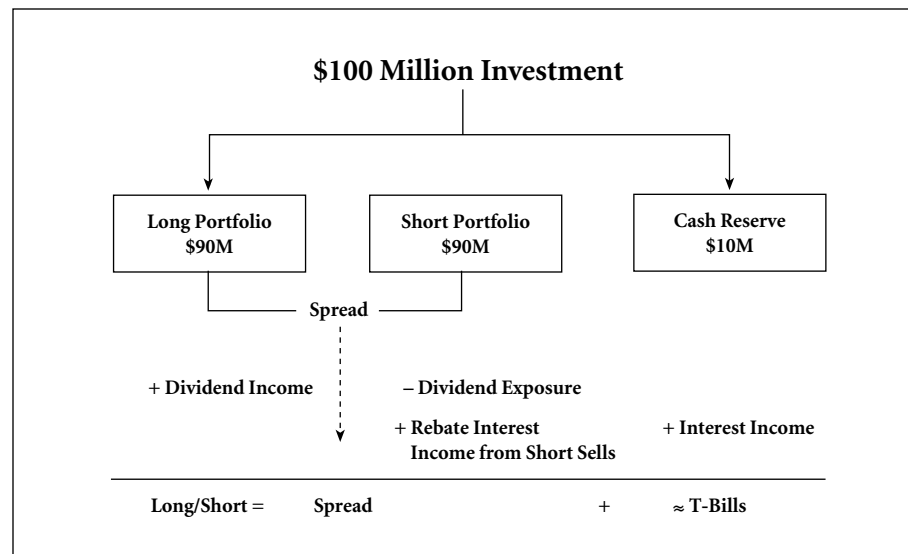 $100 Million Investment
Long Portfolio
$90M
Short Portfolio
$90M
Cash Reserve
$10M
Spread
+ Dividend Income
– Dividend Exposure
+ Rebate Interest
Income from Short Sells
+ Interest Income
Long/Short = Spread + ≈ T-Bills